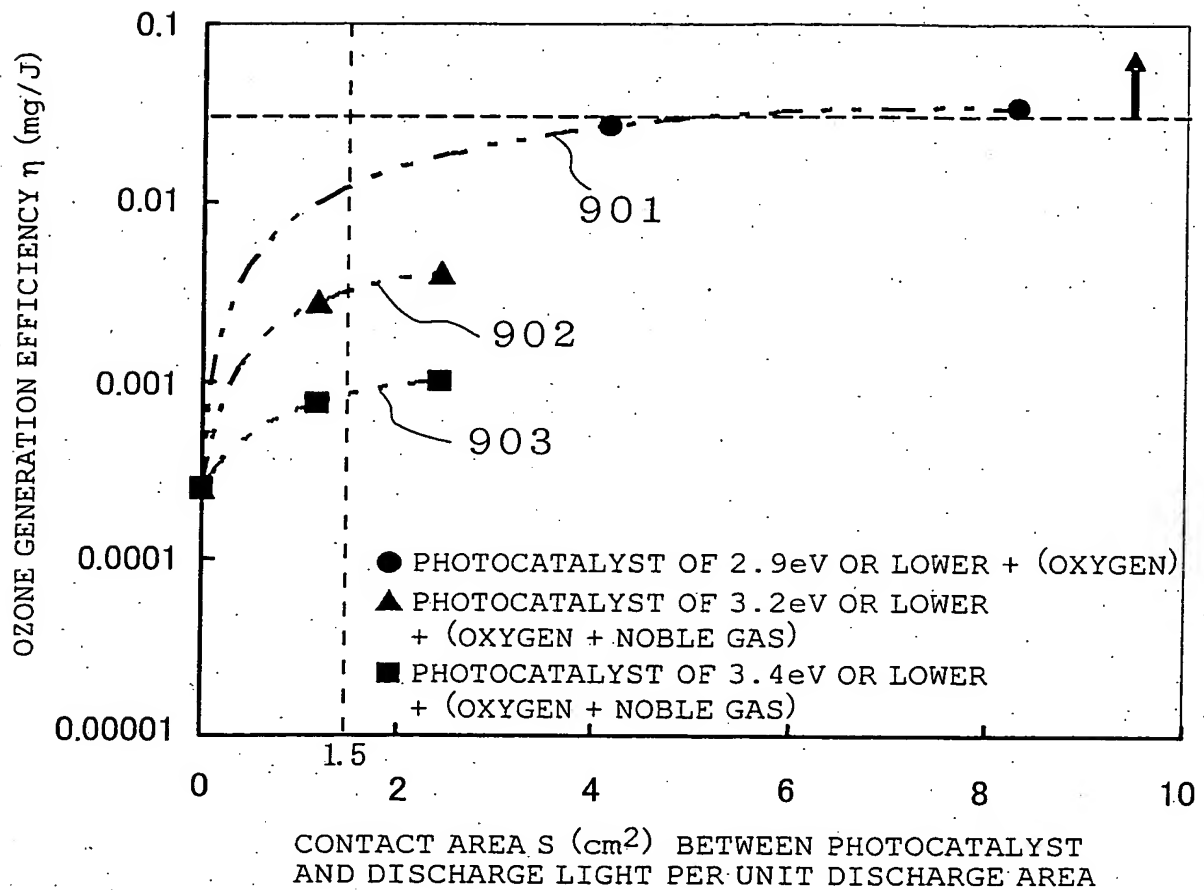 OZONE GENERATION EFFICIENCY η (mg/J)
0.1
0.01
0.001
0.0001
0.00001
901
902
903
● PHOTOCATALYST OF 2.9eV OR LOWER + (OXYGEN)
▲ PHOTOCATALYST OF 3.2eV OR LOWER
+ (OXYGEN + NOBLE GAS)
■ PHOTOCATALYST OF 3.4eV OR LOWER
+ (OXYGEN + NOBLE GAS)
0 1.5 2 4 6 8 10
CONTACT AREA S (cm²) BETWEEN PHOTOCATALYST
AND DISCHARGE LIGHT PER UNIT DISCHARGE AREA